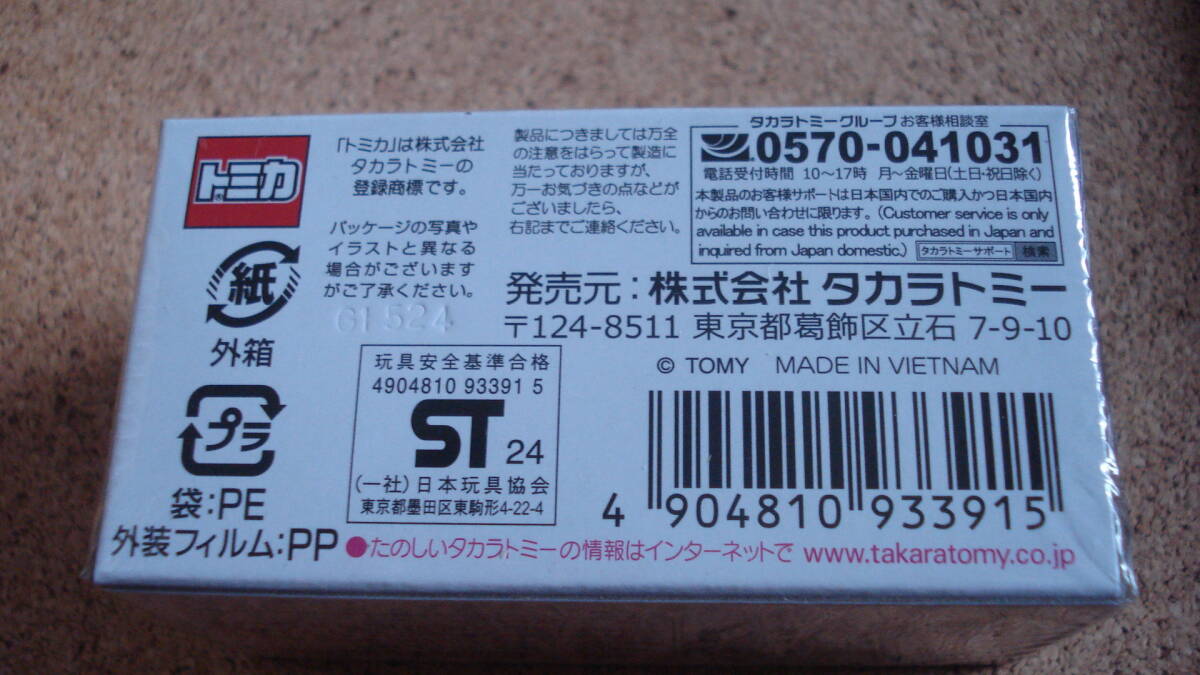 トミカ
「トミカ」は株式会社
タカラトミーの
登録商標です。
パッケージの写真や
イラストと異なる
場合がございます
がご了承ください。
G1 524
製品につきましては万全
の注意をはらって製造に
当たっておりますが、
万一お気づきの点などが
ございましたら、
右記までご連絡ください。
タカラトミーグループ お客様相談室
0570-041031
電話受付時間 10～17時 月～金曜日(土日・祝日除く)
本製品のお客様サポートは日本国内でのご購入かつ日本国内
からのお問い合わせに限ります。(Customer service is only
available in case this product purchased in Japan and
inquired from Japan domestic.) タカラトミーサポート 検索
発売元：株式会社 タカラトミー
〒124-8511 東京都葛飾区立石 7-9-10
© TOMY MADE IN VIETNAM
紙
外箱
プラ
袋:PE
外装フィルム:PP
玩具安全基準合格
4904810 93391 5
ST 24
(一社)日本玩具協会
東京都墨田区東駒形4-22-4
4 904810 933915
●たのしいタカラトミーの情報はインターネットで www.takaratomy.co.jp